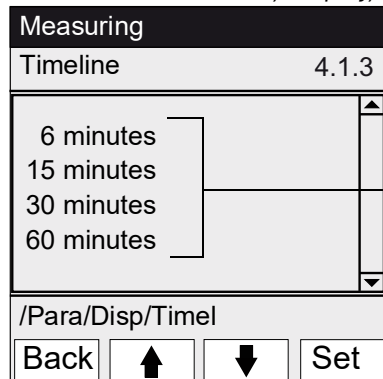 Measuring
Timeline 4.1.3
6 minutes
15 minutes
30 minutes
60 minutes
/Para/Disp/Timel
Back Set